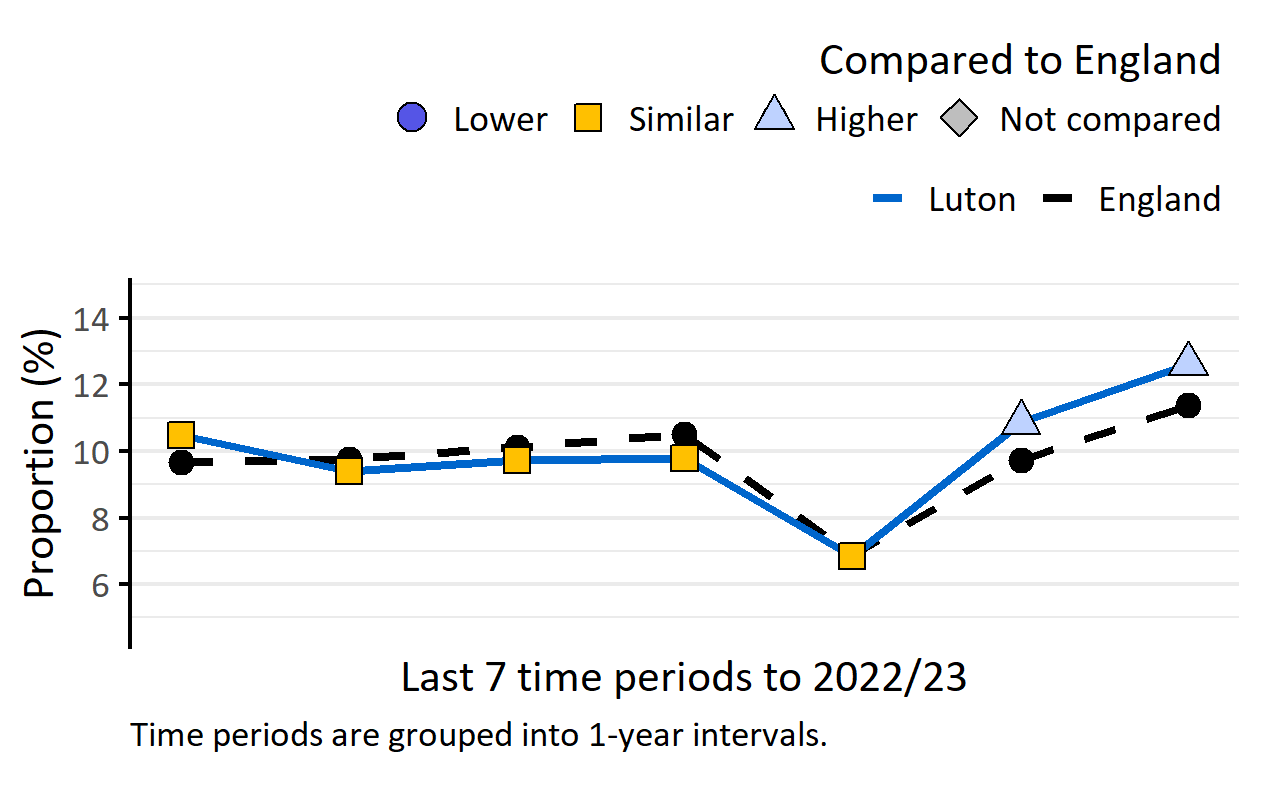 Compared to England
Lower Similar Higher Not compared
Luton England
Proportion (%)
14
12
10
8
6
Last 7 time periods to 2022/23
Time periods are grouped into 1-year intervals.